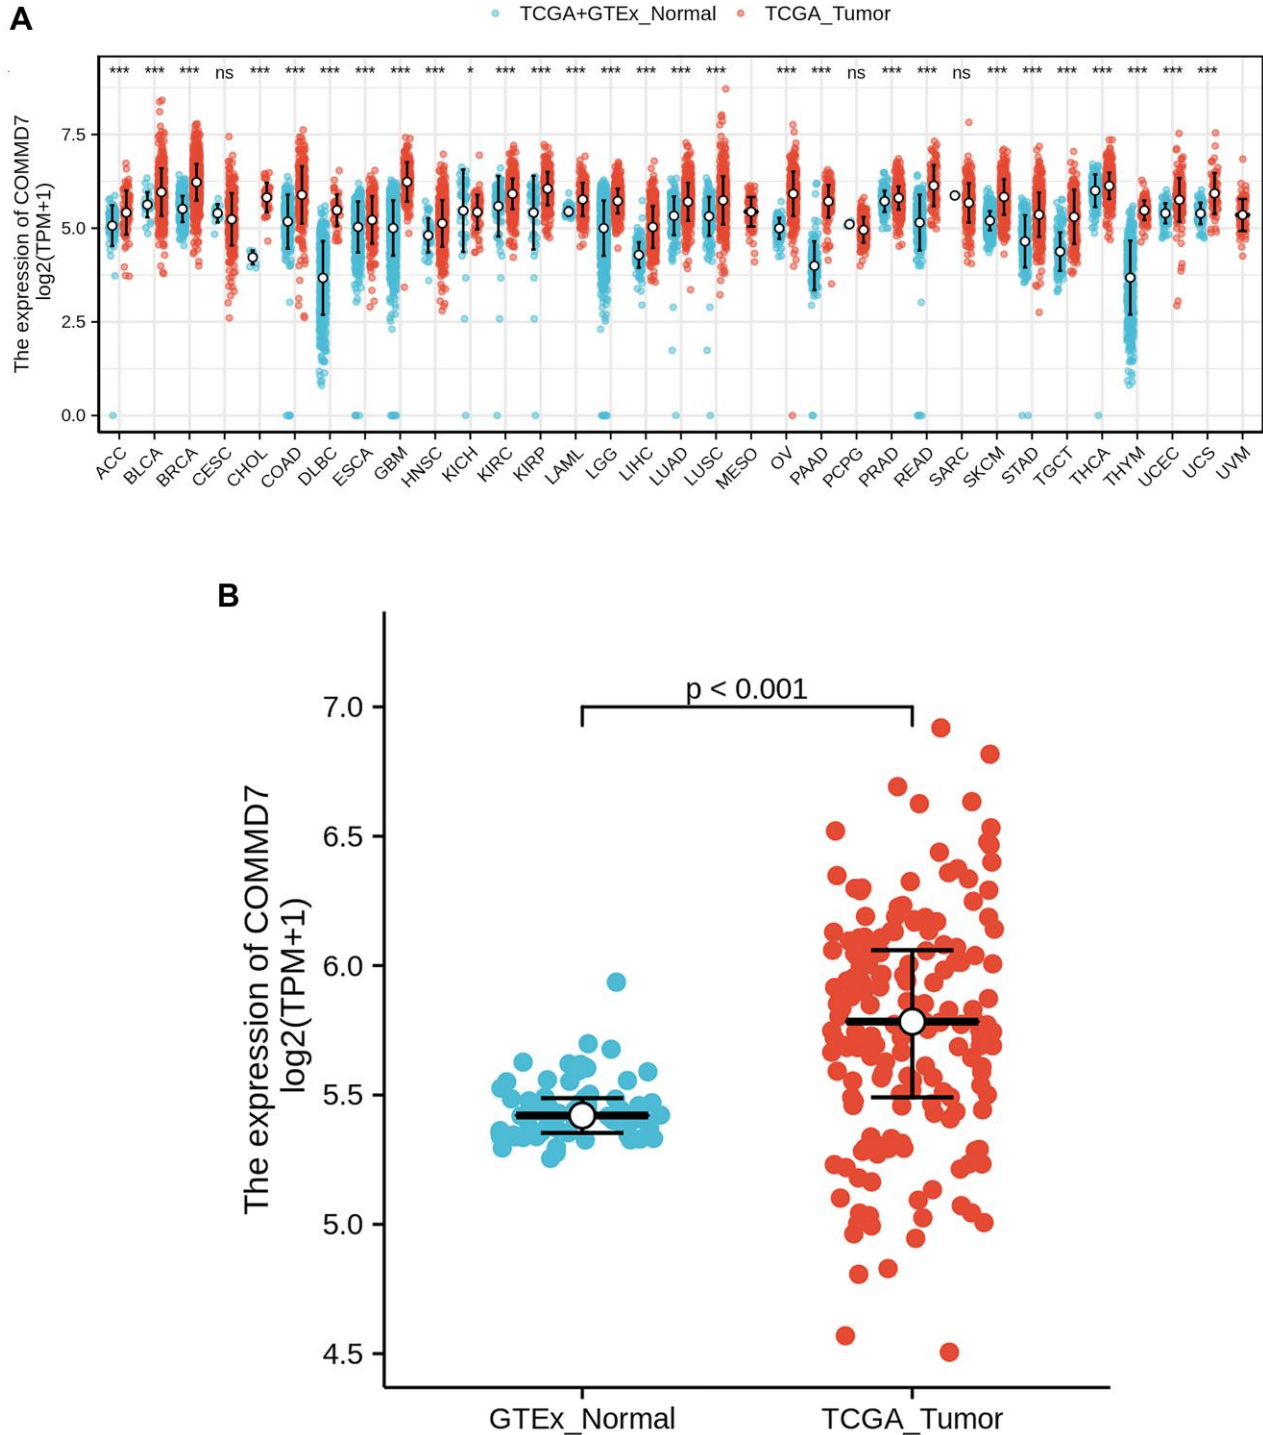 A
TCGA+GTEx_Normal TCGA_Tumor
The expression of COMMD7
log2(TPM+1)
*** *** *** ns *** *** *** *** *** *** * *** *** *** *** *** *** *** *** *** ns *** *** ns *** *** *** *** *** *** ***
7.5
5.0
2.5
0.0
ACC BLCA BRCA CESC CHOL COAD DLBC ESCA GBM HNSC KICH KIRC KIRP LAML LGG LIHC LUAD LUSC MESO OV PAAD PCPG PRAD READ SARC SKCM STAD TGCT THCA THYM UCEC UCS UVM
B
The expression of COMMD7
log2(TPM+1)
p < 0.001
7.0
6.5
6.0
5.5
5.0
4.5
GTEx_Normal TCGA_Tumor